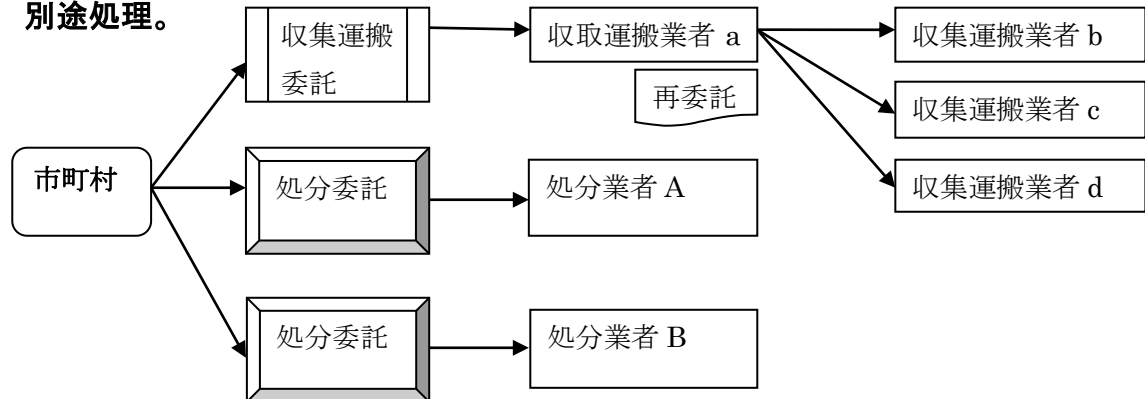 別途処理。
収集運搬
委託
収取運搬業者 a
収集運搬業者 b
再委託
収集運搬業者 c
市町村
処分委託
処分業者 A
収集運搬業者 d
処分委託
処分業者 B